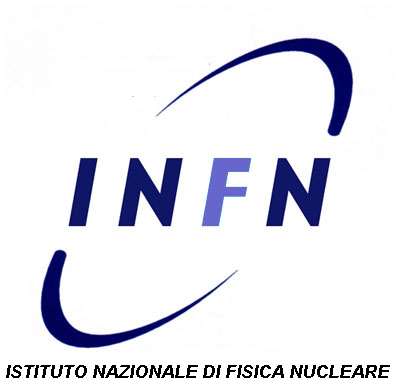 INFN
ISTITUTO NAZIONALE DI FISICA NUCLEARE